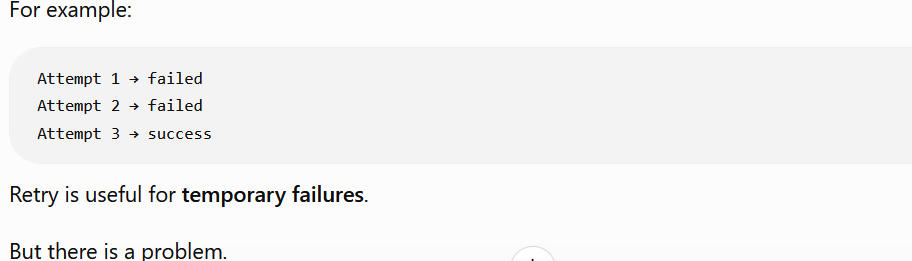 For example:
Attempt 1 → failed
Attempt 2 → failed
Attempt 3 → success
Retry is useful for temporary failures.
But there is a problem.